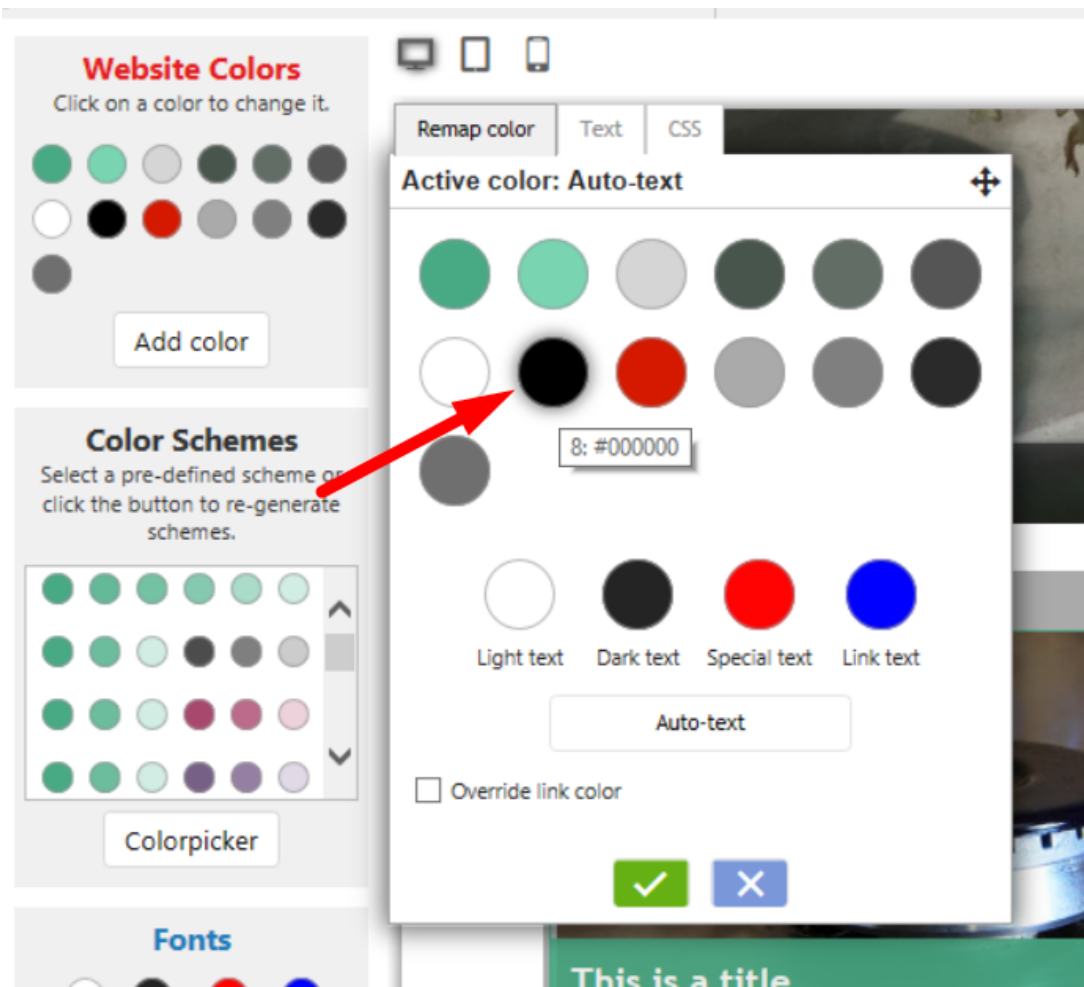 Website Colors
Click on a color to change it.
Add color
Color Schemes
Select a pre-defined scheme or
click the button to re-generate
schemes.
Colorpicker
Fonts
Remap color
Text
CSS
Active color: Auto-text
8: #000000
Light text
Dark text
Special text
Link text
Auto-text
Override link color
This is a title